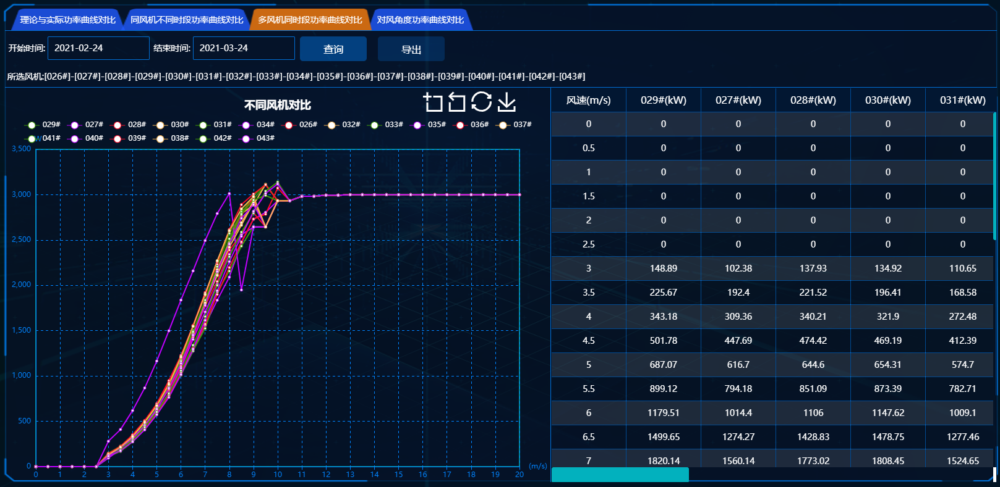 理论与实际功率曲线对比 同风机不同时段功率曲线对比 多风机同时段功率曲线对比 对风角度功率曲线对比
开始时间: 2021-02-24 结束时间: 2021-03-24 查询 导出
所选风机:[026#]-[027#]-[028#]-[029#]-[030#]-[031#]-[032#]-[033#]-[034#]-[035#]-[036#]-[037#]-[038#]-[039#]-[040#]-[041#]-[042#]-[043#]
不同风机对比
029# 027# 028# 030# 031# 034# 026# 032# 033# 035# 036# 037#
041# 040# 039# 038# 042# 043#
3,500
3,000
2,500
2,000
1,500
1,000
500
0
0 1 2 3 4 5 6 7 8 9 10 11 12 13 14 15 16 17 18 19 20
(m/s)
风速(m/s) 029#(kW) 027#(kW) 028#(kW) 030#(kW) 031#(kW)
0 0 0 0 0 0
0.5 0 0 0 0 0
1 0 0 0 0 0
1.5 0 0 0 0 0
2 0 0 0 0 0
2.5 0 0 0 0 0
3 148.89 102.38 137.93 134.92 110.65
3.5 225.67 192.4 221.52 196.41 168.58
4 343.18 309.36 340.21 321.9 272.48
4.5 501.78 447.69 474.42 469.19 412.39
5 687.07 616.7 644.6 654.31 574.7
5.5 899.12 794.18 851.09 873.39 782.71
6 1179.51 1014.4 1106 1147.62 1009.1
6.5 1499.65 1274.27 1428.83 1478.75 1277.46
7 1820.14 1560.14 1773.02 1808.45 1524.65